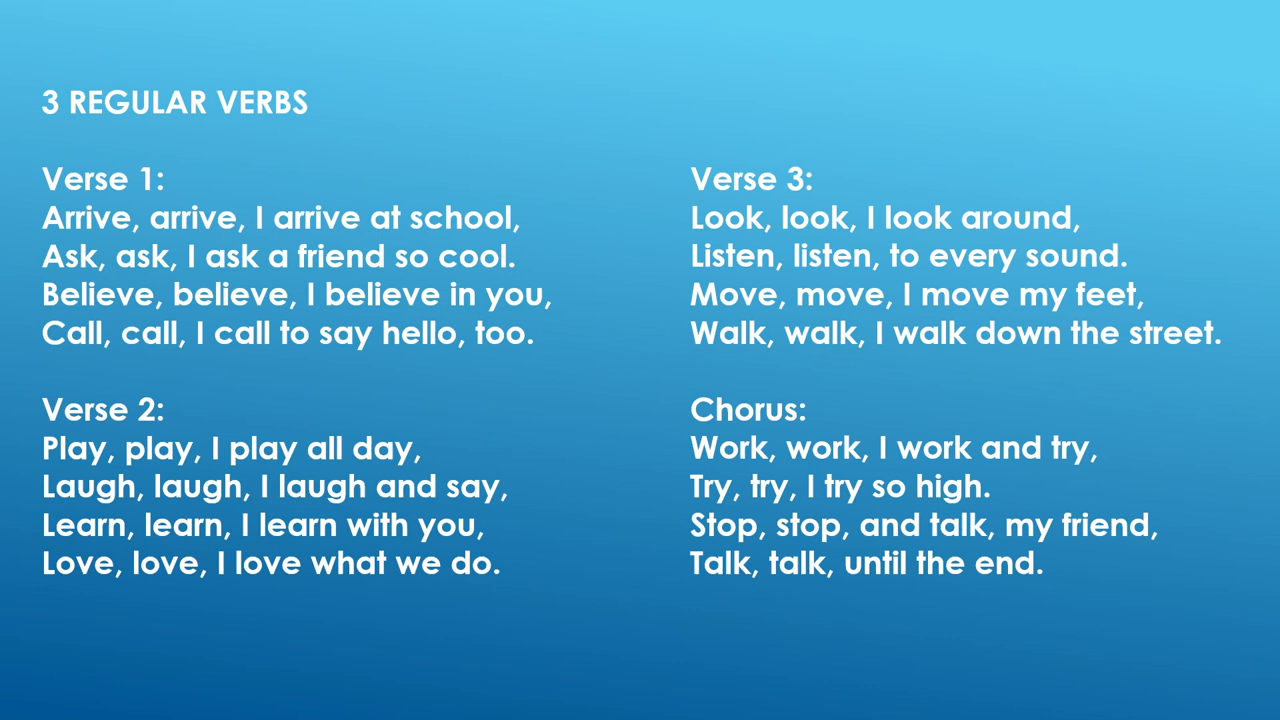 3 REGULAR VERBS
Verse 1:
Arrive, arrive, I arrive at school,
Ask, ask, I ask a friend so cool.
Believe, believe, I believe in you,
Call, call, I call to say hello, too.
Verse 2:
Play, play, I play all day,
Laugh, laugh, I laugh and say,
Learn, learn, I learn with you,
Love, love, I love what we do.
Verse 3:
Look, look, I look around,
Listen, listen, to every sound.
Move, move, I move my feet,
Walk, walk, I walk down the street.
Chorus:
Work, work, I work and try,
Try, try, I try so high.
Stop, stop, and talk, my friend,
Talk, talk, until the end.